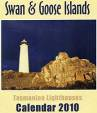 Swan & Goose Islands
Tasmanian Lighthouses
Calendar 2010